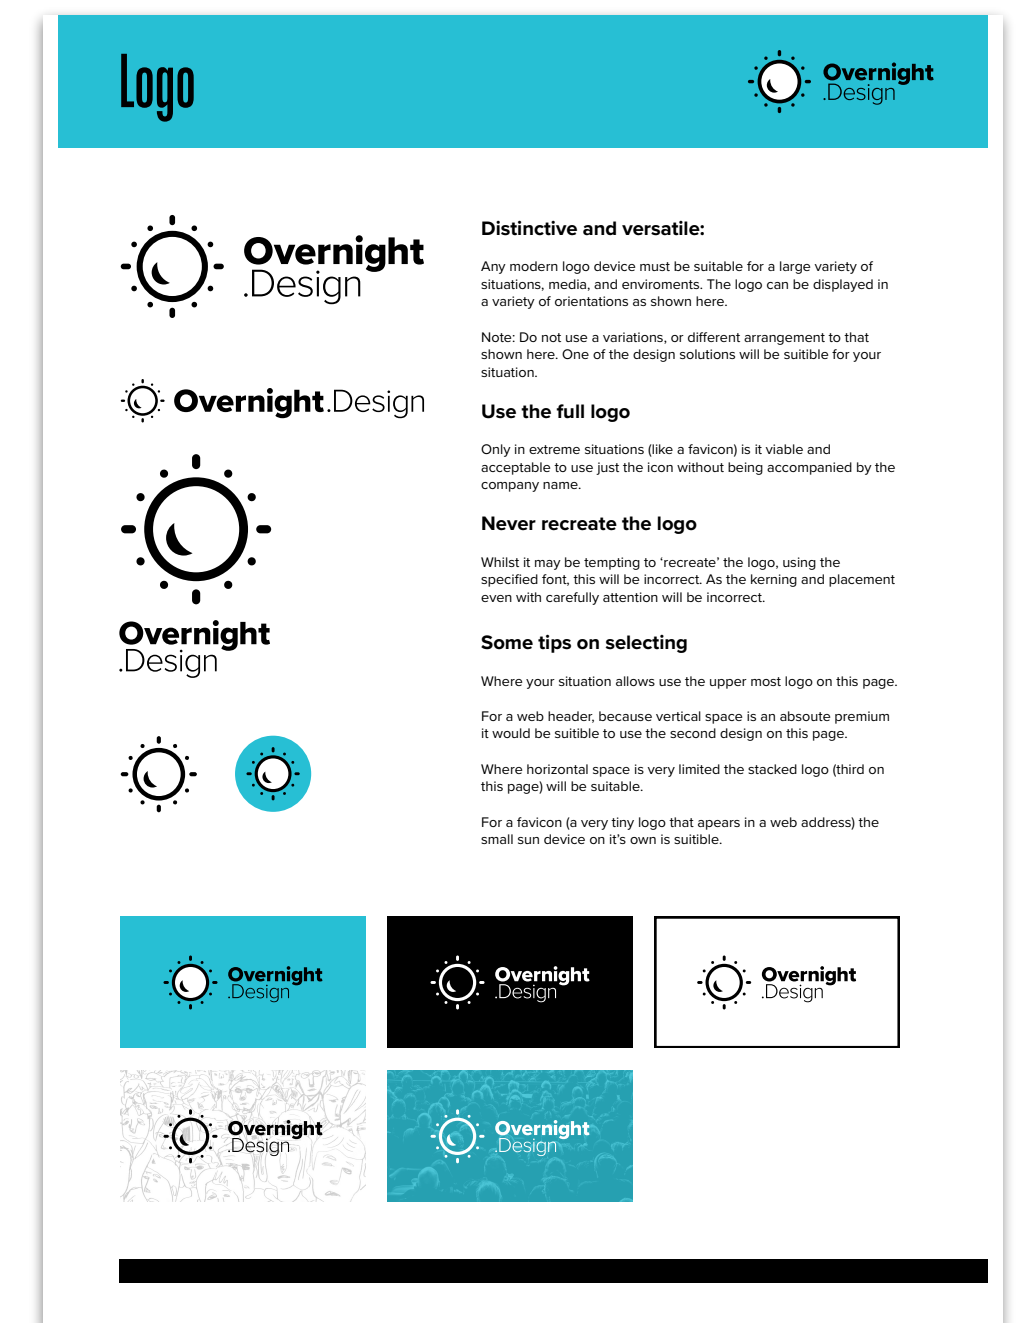 Logo
Overnight
.Design
Overnight
.Design
Overnight.Design
Overnight
.Design
Distinctive and versatile:
Any modern logo device must be suitable for a large variety of
situations, media, and enviroments. The logo can be displayed in
a variety of orientations as shown here.
Note: Do not use a variations, or different arrangement to that
shown here. One of the design solutions will be suitible for your
situation.
Use the full logo
Only in extreme situations (like a favicon) is it viable and
acceptable to use just the icon without being accompanied by the
company name.
Never recreate the logo
Whilst it may be tempting to ‘recreate’ the logo, using the
specified font, this will be incorrect. As the kerning and placement
even with carefully attention will be incorrect.
Some tips on selecting
Where your situation allows use the upper most logo on this page.
For a web header, because vertical space is an absoute premium
it would be suitible to use the second design on this page.
Where horizontal space is very limited the stacked logo (third on
this page) will be suitable.
For a favicon (a very tiny logo that apears in a web address) the
small sun device on it’s own is suitible.
Overnight
.Design
Overnight
.Design
Overnight
.Design
Overnight
.Design
Overnight
.Design